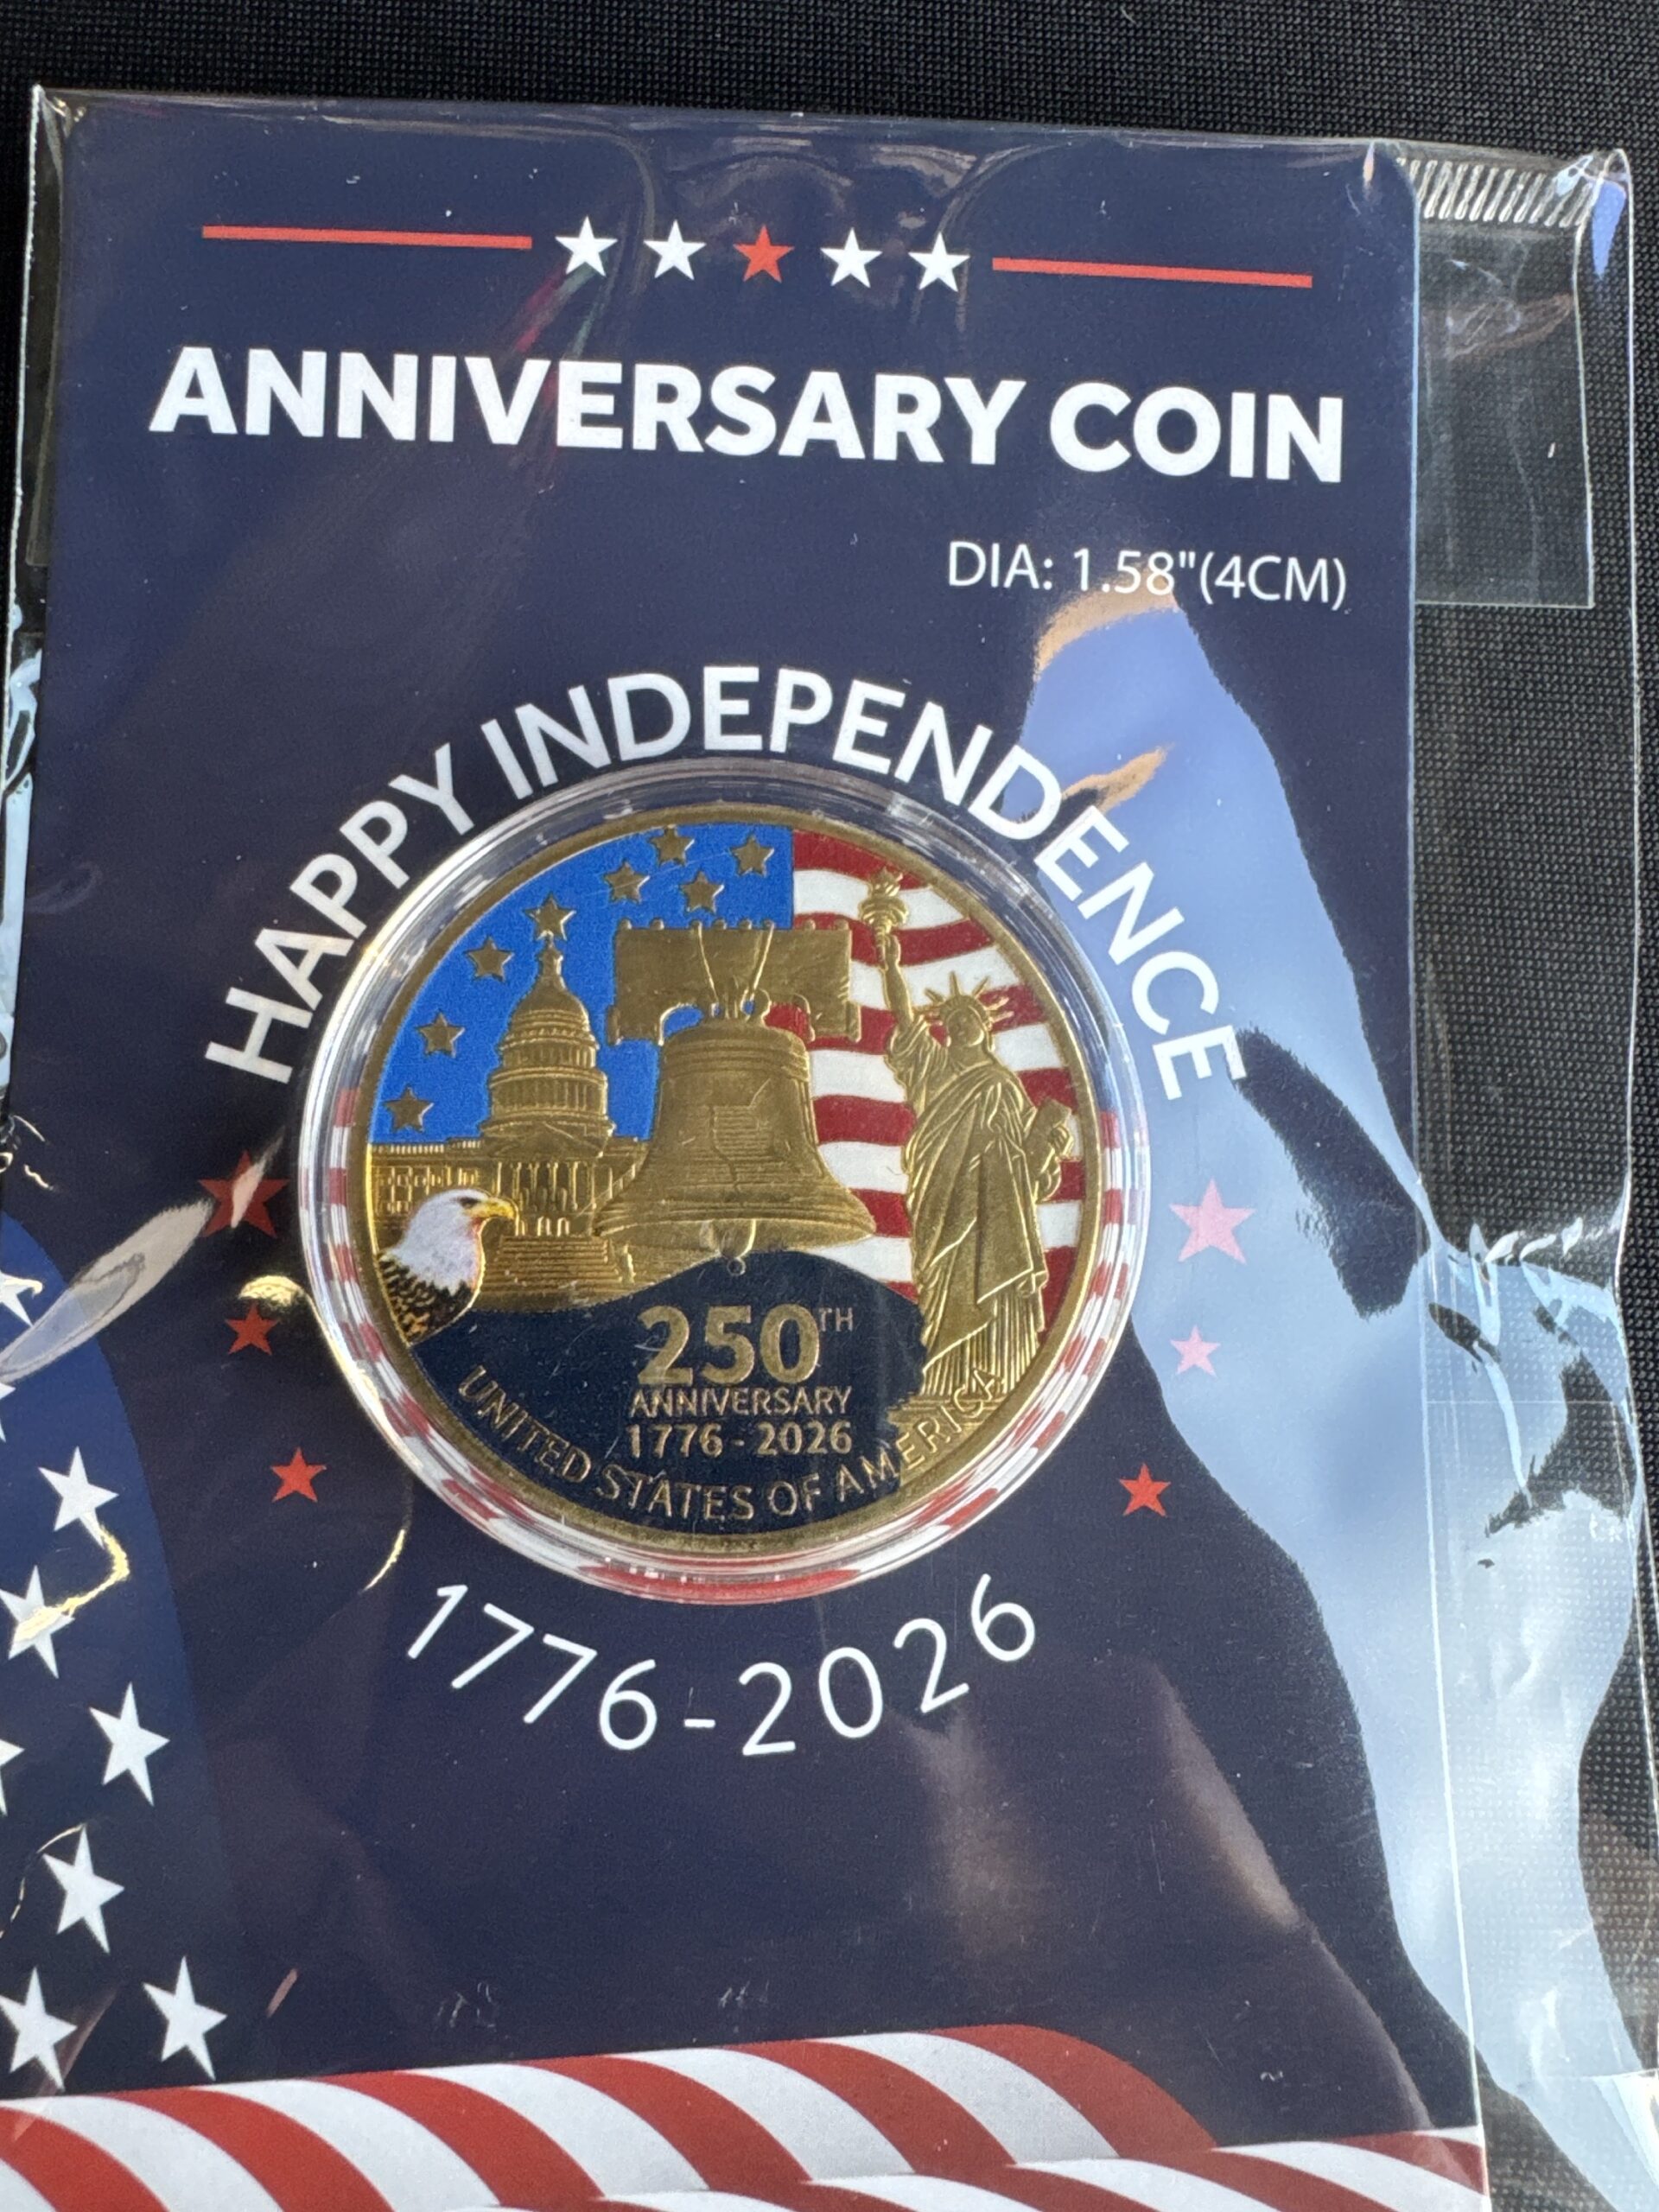 ANNIVERSARY COIN
DIA: 1.58"(4CM)
HAPPY INDEPENDENCE
250TH
ANNIVERSARY
1776-2026
UNITED STATES OF AMERICA
1776-2026